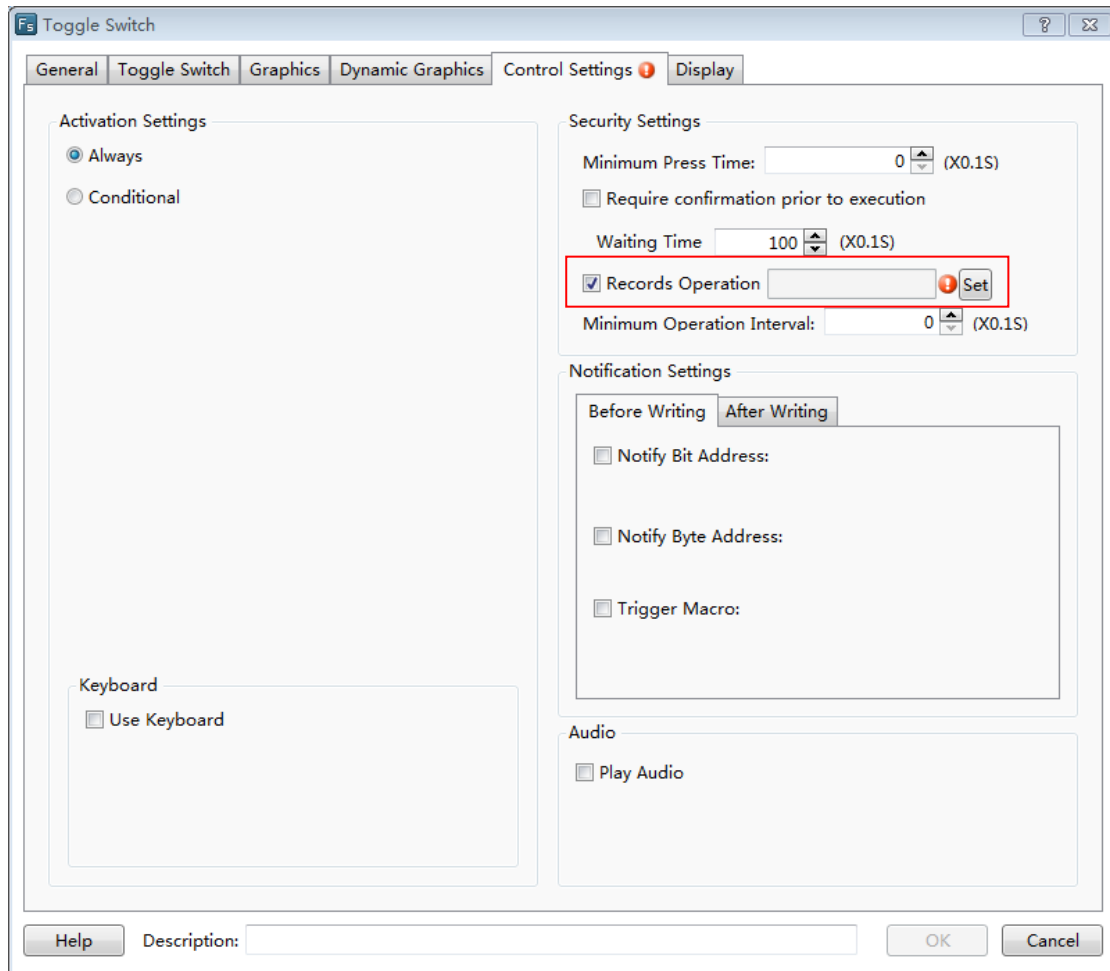 Fs Toggle Switch
General Toggle Switch Graphics Dynamic Graphics Control Settings ! Display
Activation Settings
Always
Conditional
Keyboard
Use Keyboard
Security Settings
Minimum Press Time: 0 (X0.1S)
Require confirmation prior to execution
Waiting Time 100 (X0.1S)
Records Operation ! Set
Minimum Operation Interval: 0 (X0.1S)
Notification Settings
Before Writing After Writing
Notify Bit Address:
Notify Byte Address:
Trigger Macro:
Audio
Play Audio
Help Description: OK Cancel